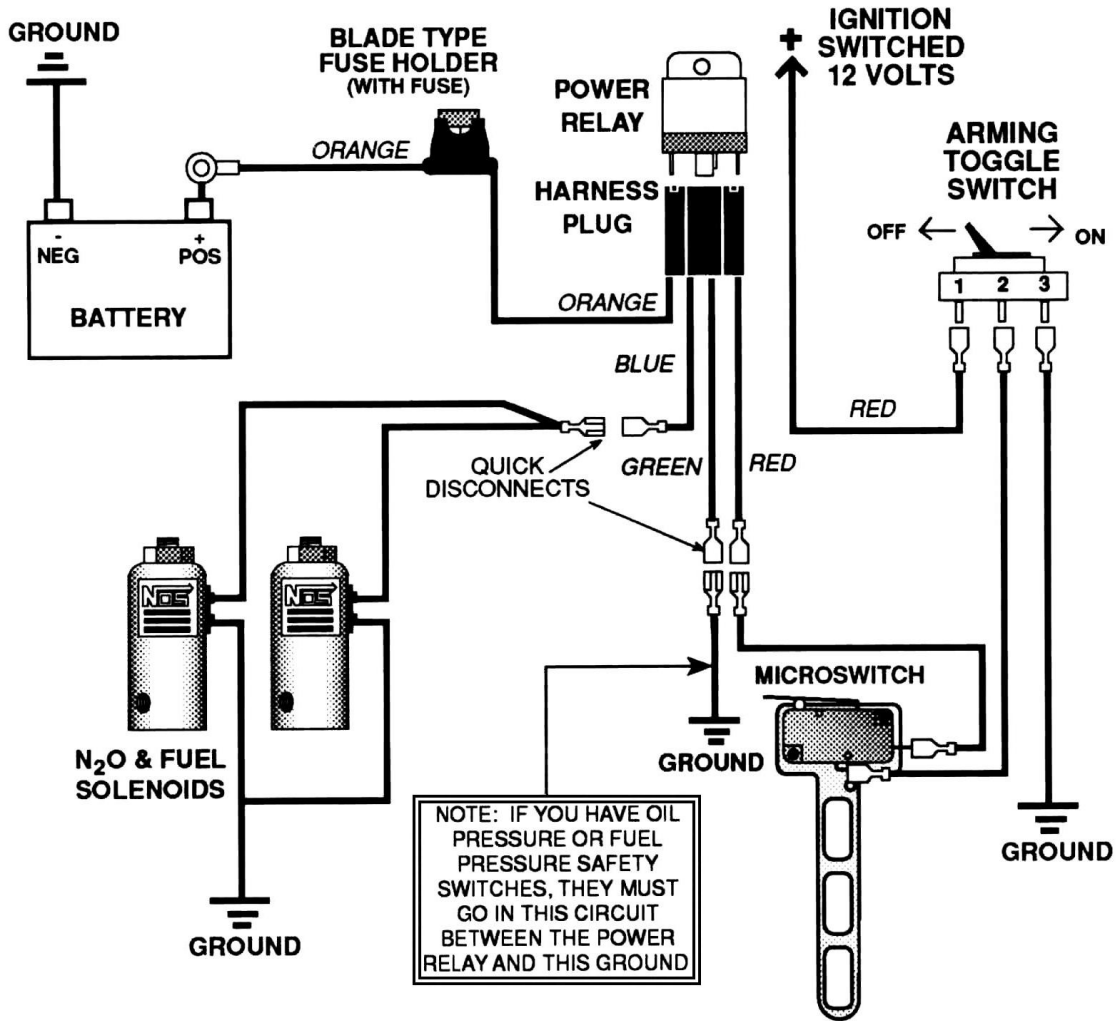 GROUND
BLADE TYPE
FUSE HOLDER
(WITH FUSE)
ORANGE
POWER
RELAY
HARNESS
PLUG
+
IGNITION
SWITCHED
12 VOLTS
ARMING
TOGGLE
SWITCH
OFF
ON
1 2 3
-
NEG
+
POS
BATTERY
ORANGE
BLUE
RED
QUICK
DISCONNECTS
GREEN
RED
NOS
NOS
N2O & FUEL
SOLENOIDS
GROUND
MICROSWITCH
GROUND
GROUND
NOTE: IF YOU HAVE OIL
PRESSURE OR FUEL
PRESSURE SAFETY
SWITCHES, THEY MUST
GO IN THIS CIRCUIT
BETWEEN THE POWER
RELAY AND THIS GROUND